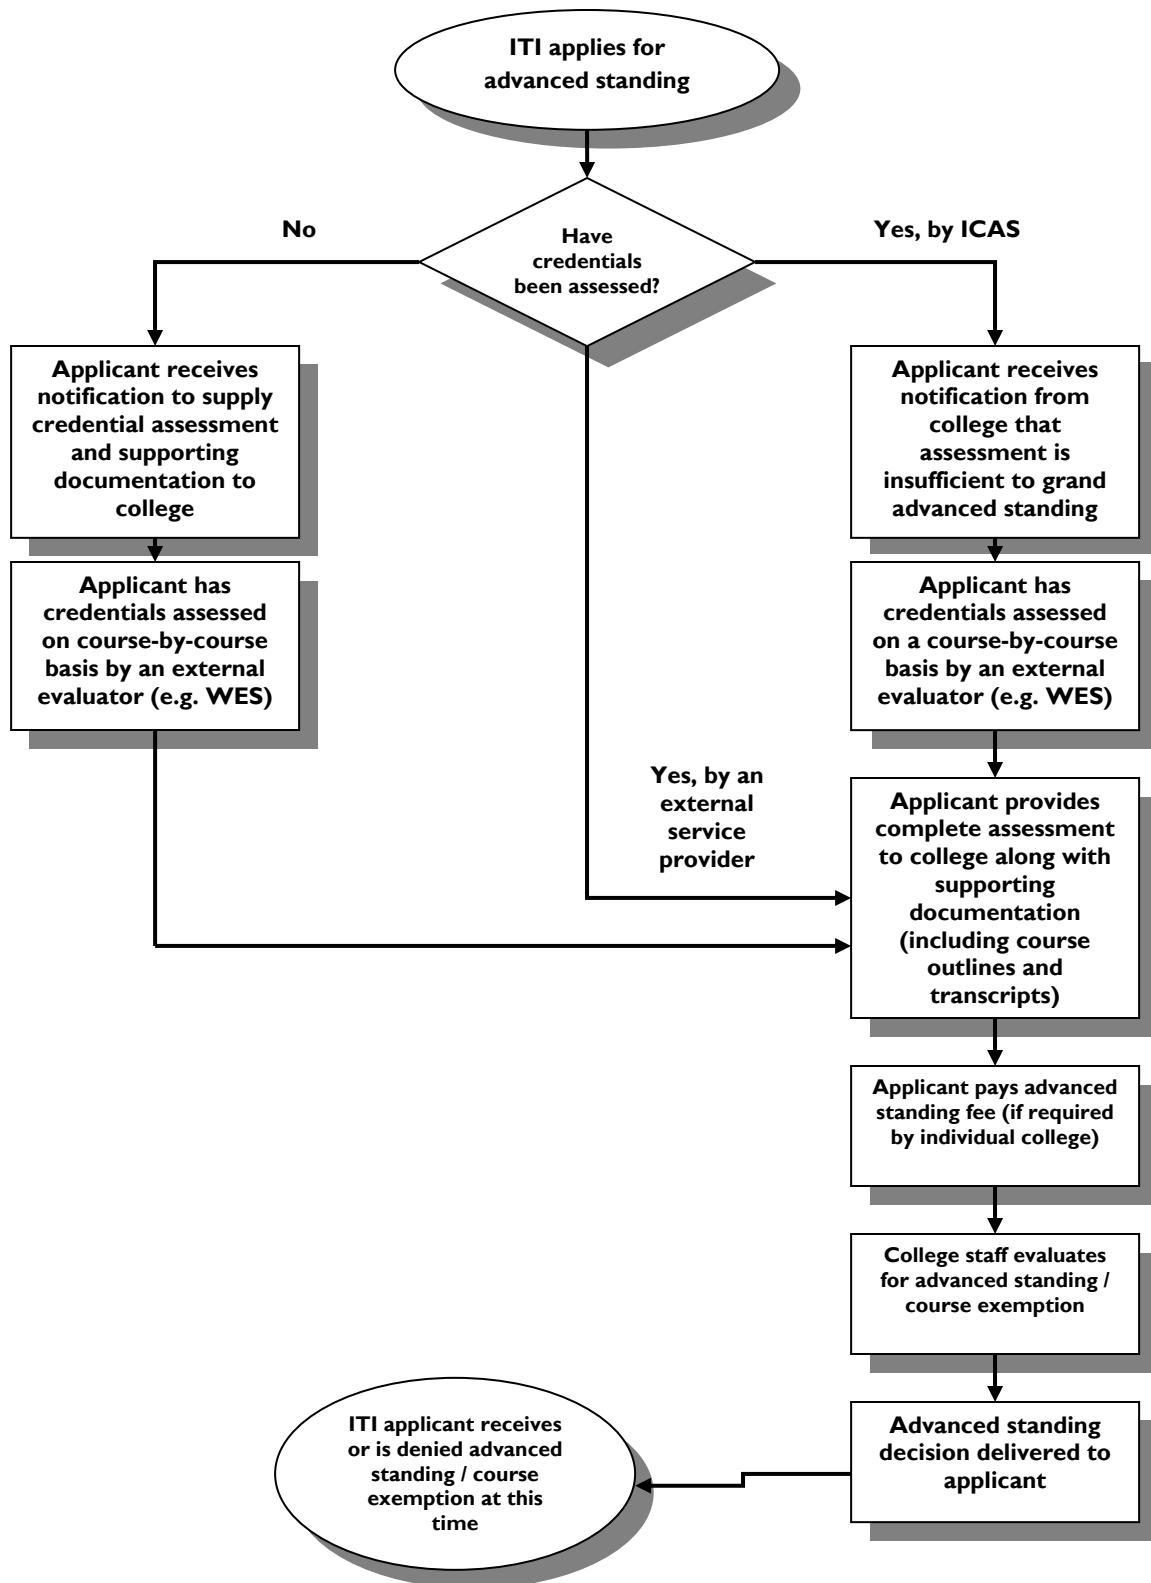 ITI applies for
advanced standing
No
Have
credentials
been assessed?
Yes, by ICAS
Applicant receives
notification to supply
credential assessment
and supporting
documentation to
college
Applicant receives
notification from
college that
assessment is
insufficient to grand
advanced standing
Applicant has
credentials assessed
on course-by-course
basis by an external
evaluator (e.g. WES)
Applicant has
credentials assessed
on a course-by-course
basis by an external
evaluator (e.g. WES)
Yes, by an
external
service
provider
Applicant provides
complete assessment
to college along with
supporting
documentation
(including course
outlines and
transcripts)
Applicant pays advanced
standing fee (if required
by individual college)
College staff evaluates
for advanced standing /
course exemption
Advanced standing
decision delivered to
applicant
ITI applicant receives
or is denied advanced
standing / course
exemption at this
time